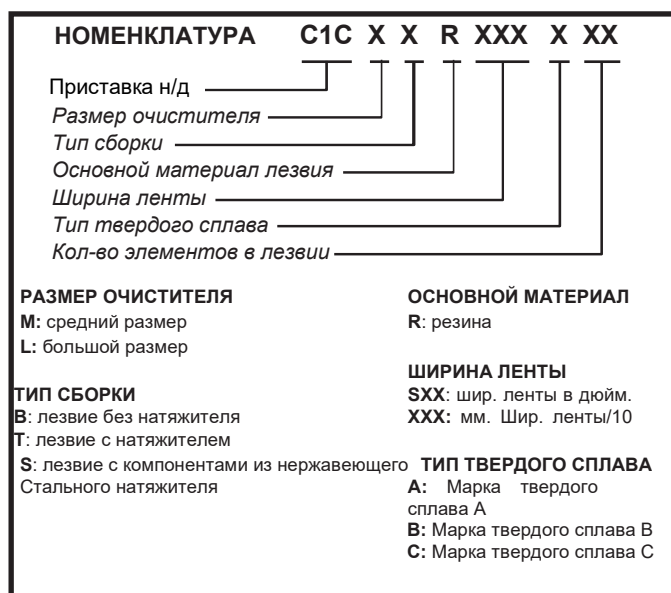 НОМЕНКЛАТУРА C1C X X R XXX X XX
Приставка н/д
Размер очистителя
Тип сборки
Основной материал лезвия
Ширина ленты
Тип твердого сплава
Кол-во элементов в лезвии
РАЗМЕР ОЧИСТИТЕЛЯ
M: средний размер
L: большой размер
ТИП СБОРКИ
B: лезвие без натяжителя
T: лезвие с натяжителем
S: лезвие с компонентами из нержавеющего
Стального натяжителя
ОСНОВНОЙ МАТЕРИАЛ
R: резина
ШИРИНА ЛЕНТЫ
SXX: шир. ленты в дюйм.
XXX: мм. Шир. ленты/10
ТИП ТВЕРДОГО СПЛАВА
A: Марка твердого
сплава A
B: Марка твердого сплава B
C: Марка твердого сплава C